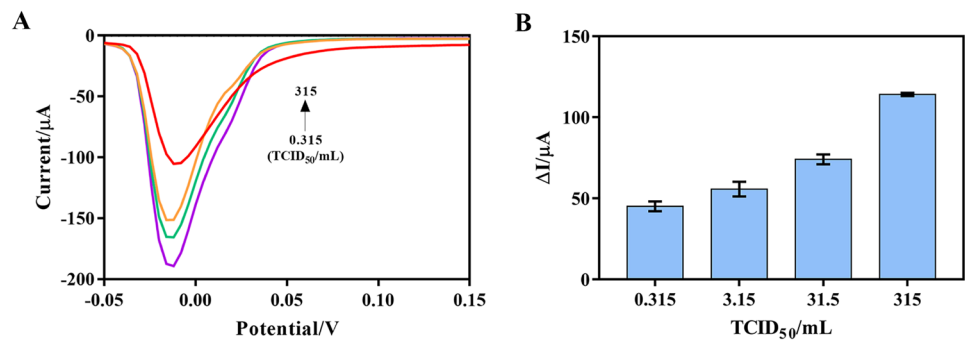 A
0
-50
-100
-150
-200
Current/μA
315
0.315
(TCID50/mL)
-0.05
0.00
0.05
0.10
0.15
Potential/V
B
150
100
50
0
ΔI/μA
0.315
3.15
31.5
315
TCID50/mL